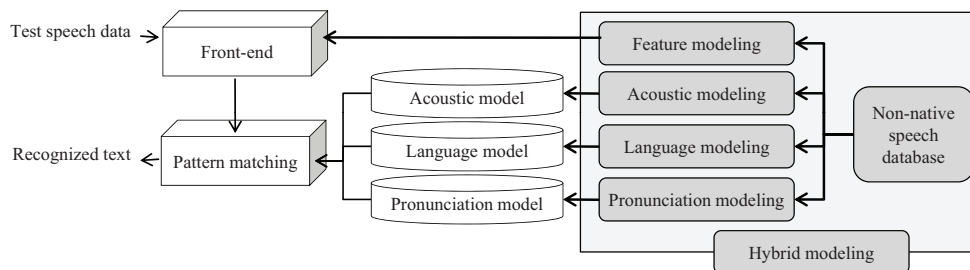 Test speech data
Front-end
Feature modeling
Acoustic model
Acoustic modeling
Non-native
speech
database
Recognized text
Pattern matching
Language model
Language modeling
Pronunciation model
Pronunciation modeling
Hybrid modeling